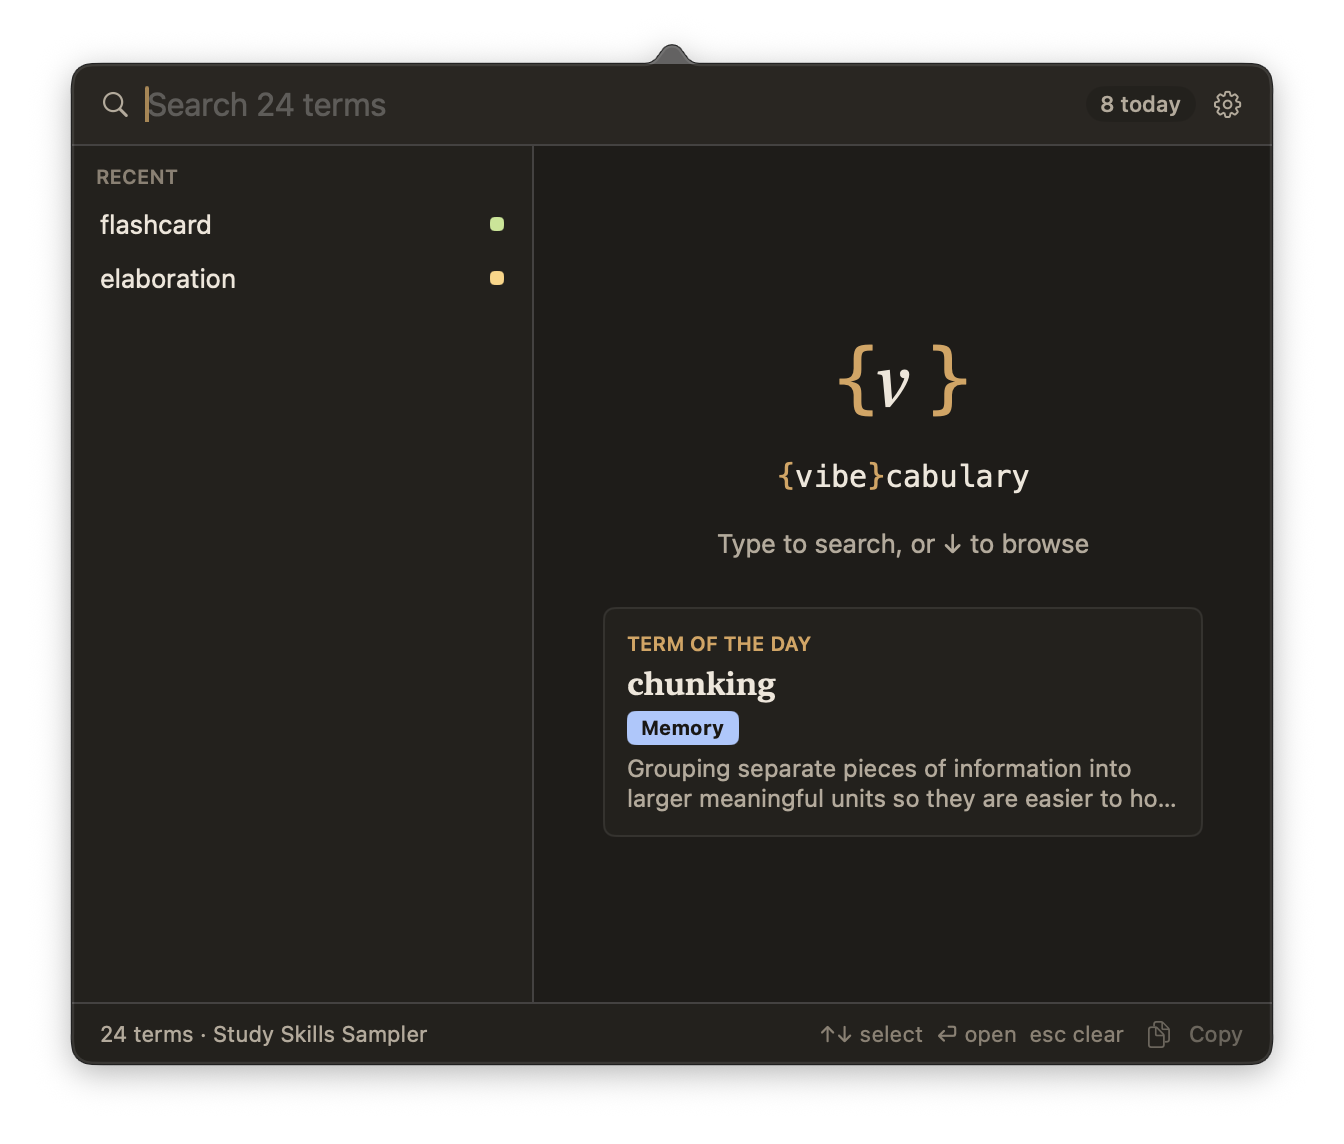 Search 24 terms
8 today
RECENT
flashcard
elaboration
{v }
{vibe}cabulary
Type to search, or ↓ to browse
TERM OF THE DAY
chunking
Memory
Grouping separate pieces of information into
larger meaningful units so they are easier to ho...
24 terms · Study Skills Sampler
↑↓ select ↩ open esc clear Copy